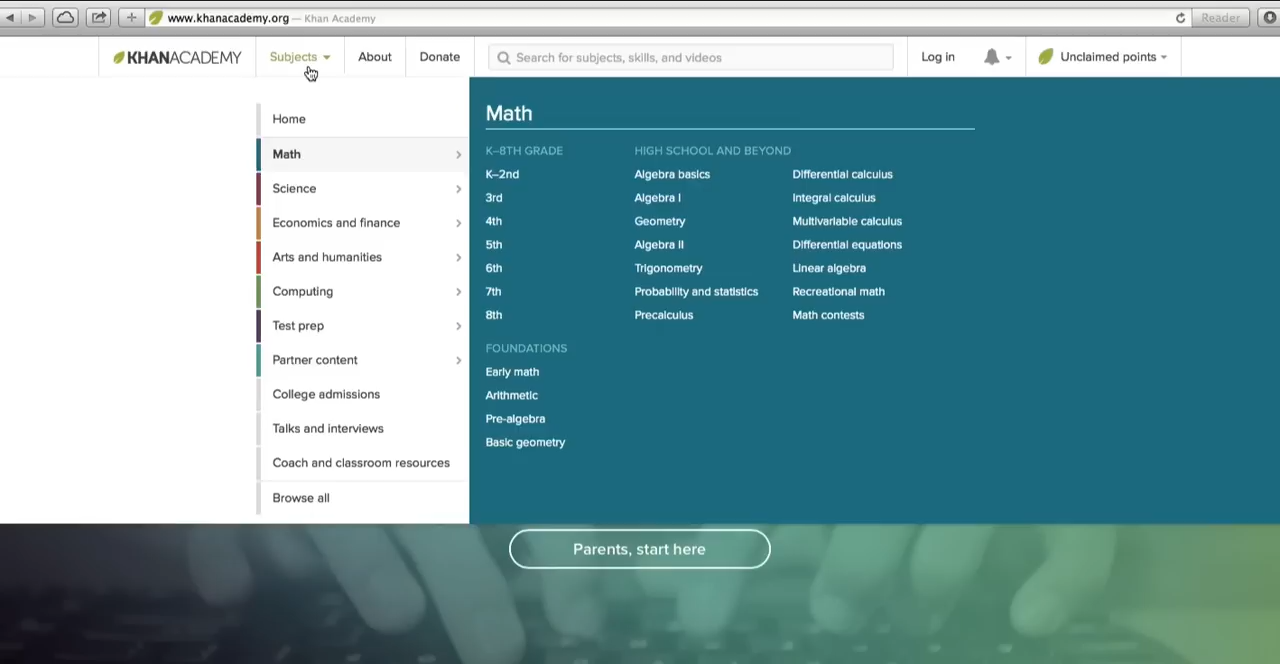 www.khanacademy.org — Khan Academy
Reader
KHANACADEMY
Subjects
About
Donate
Search for subjects, skills, and videos
Log in
Unclaimed points
Home
Math
Science
Economics and finance
Arts and humanities
Computing
Test prep
Partner content
College admissions
Talks and interviews
Coach and classroom resources
Browse all
Math
K–8TH GRADE
K–2nd
3rd
4th
5th
6th
7th
8th
FOUNDATIONS
Early math
Arithmetic
Pre-algebra
Basic geometry
HIGH SCHOOL AND BEYOND
Algebra basics
Algebra I
Geometry
Algebra II
Trigonometry
Probability and statistics
Precalculus
Differential calculus
Integral calculus
Multivariable calculus
Differential equations
Linear algebra
Recreational math
Math contests
Parents, start here